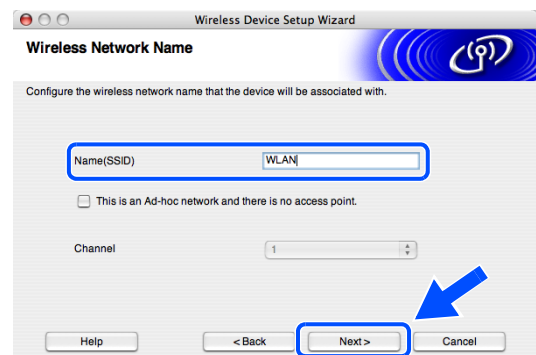 Wireless Device Setup Wizard
Wireless Network Name
Configure the wireless network name that the device will be associated with.
Name(SSID) WLAN
This is an Ad-hoc network and there is no access point.
Channel 1
Help < Back Next > Cancel